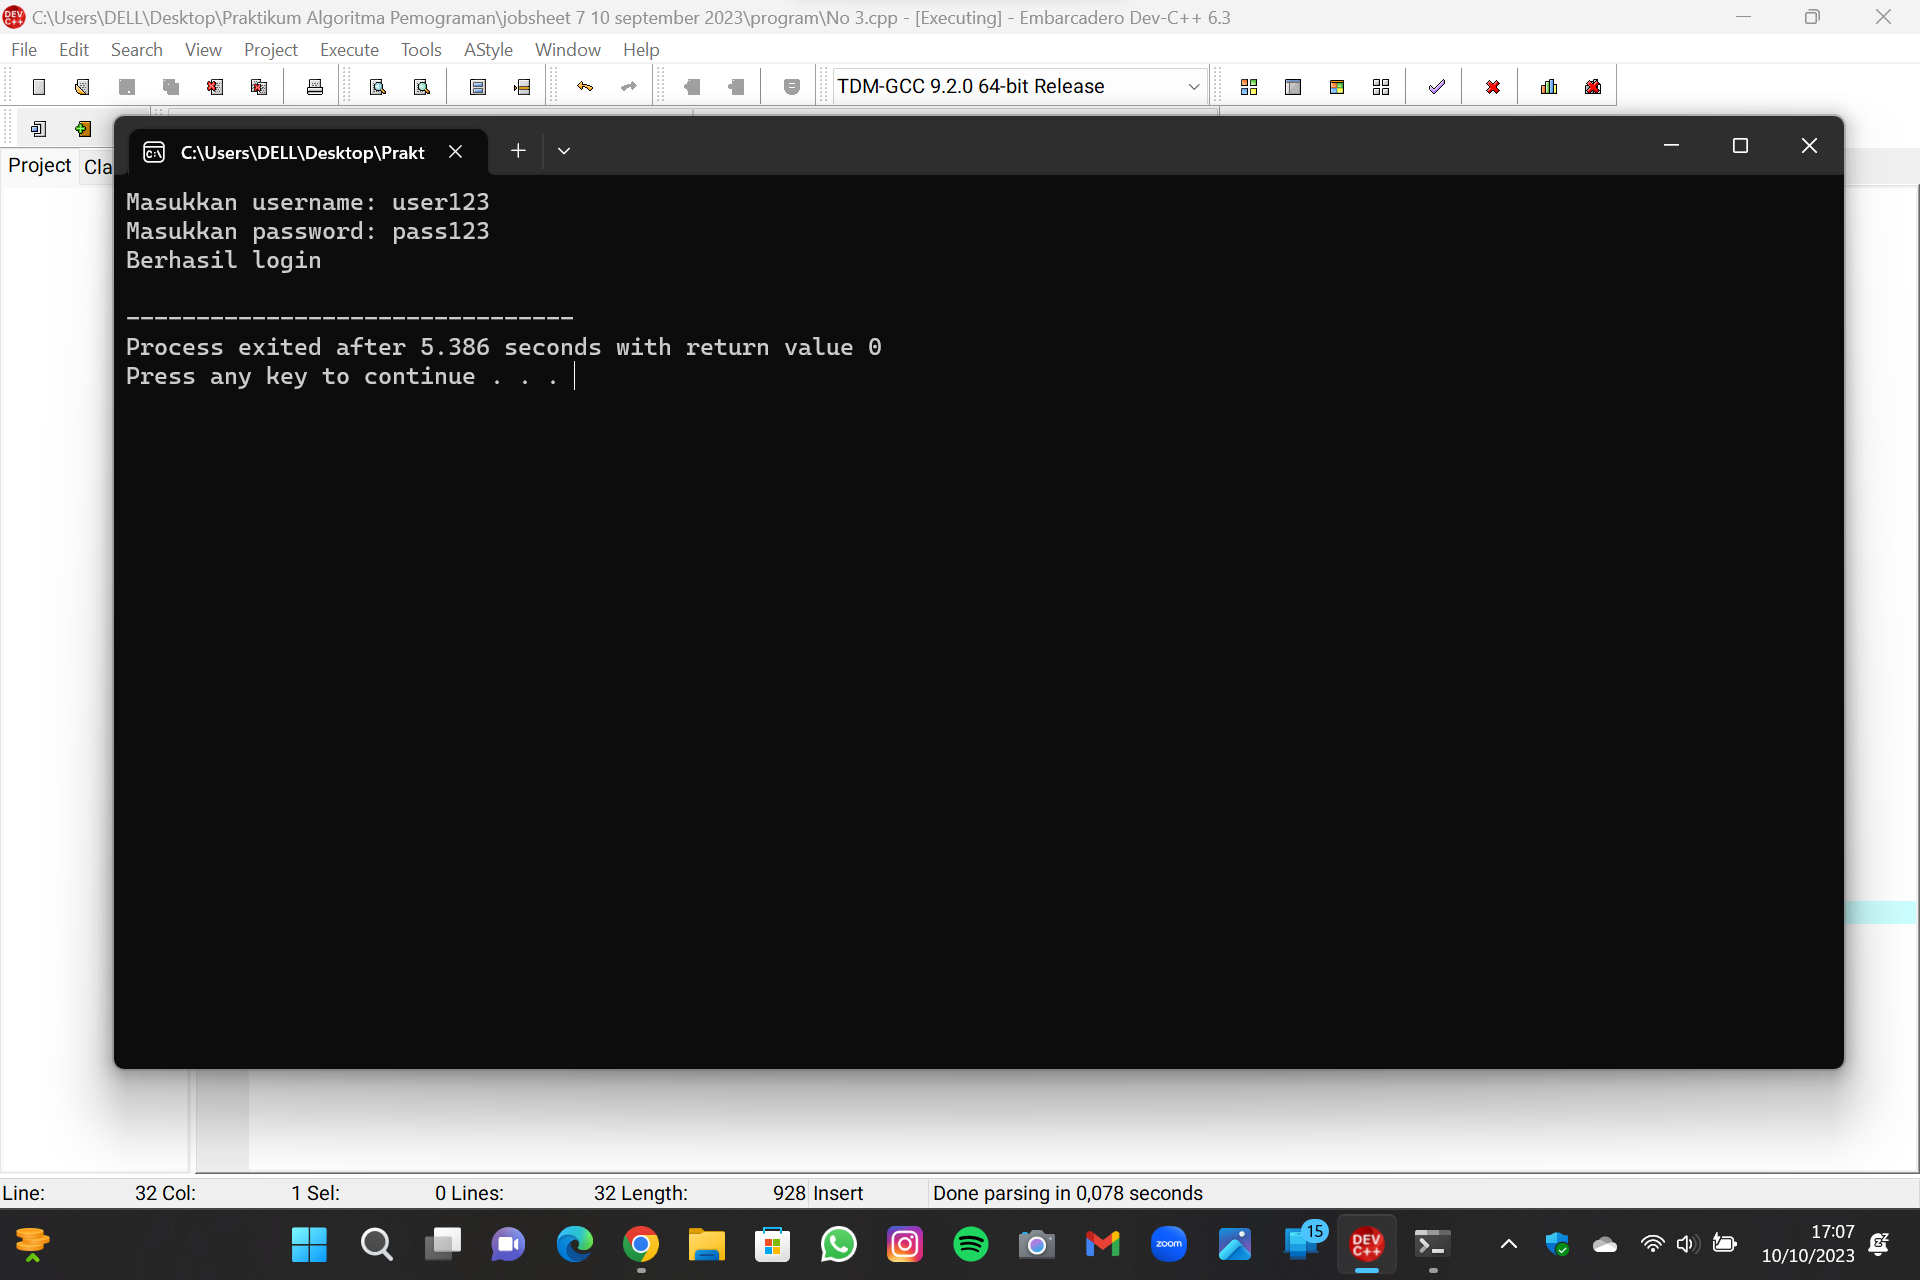 C:\Users\DELL\Desktop\Praktikum Algoritma Pemograman\jobsheet 7 10 september 2023\program\No 3.cpp - [Executing] - Embarcadero Dev-C++ 6.3
File Edit Search View Project Execute Tools AStyle Window Help
TDM-GCC 9.2.0 64-bit Release
Project Cla
C:\Users\DELL\Desktop\Prakt
Masukkan username: user123
Masukkan password: pass123
Berhasil login
--------------------------------
Process exited after 5.386 seconds with return value 0
Press any key to continue . . .
Line: 32 Col: 1 Sel: 0 Lines: 32 Length: 928 Insert Done parsing in 0,078 seconds
zoom
15
DEV C++
17:07
10/10/2023